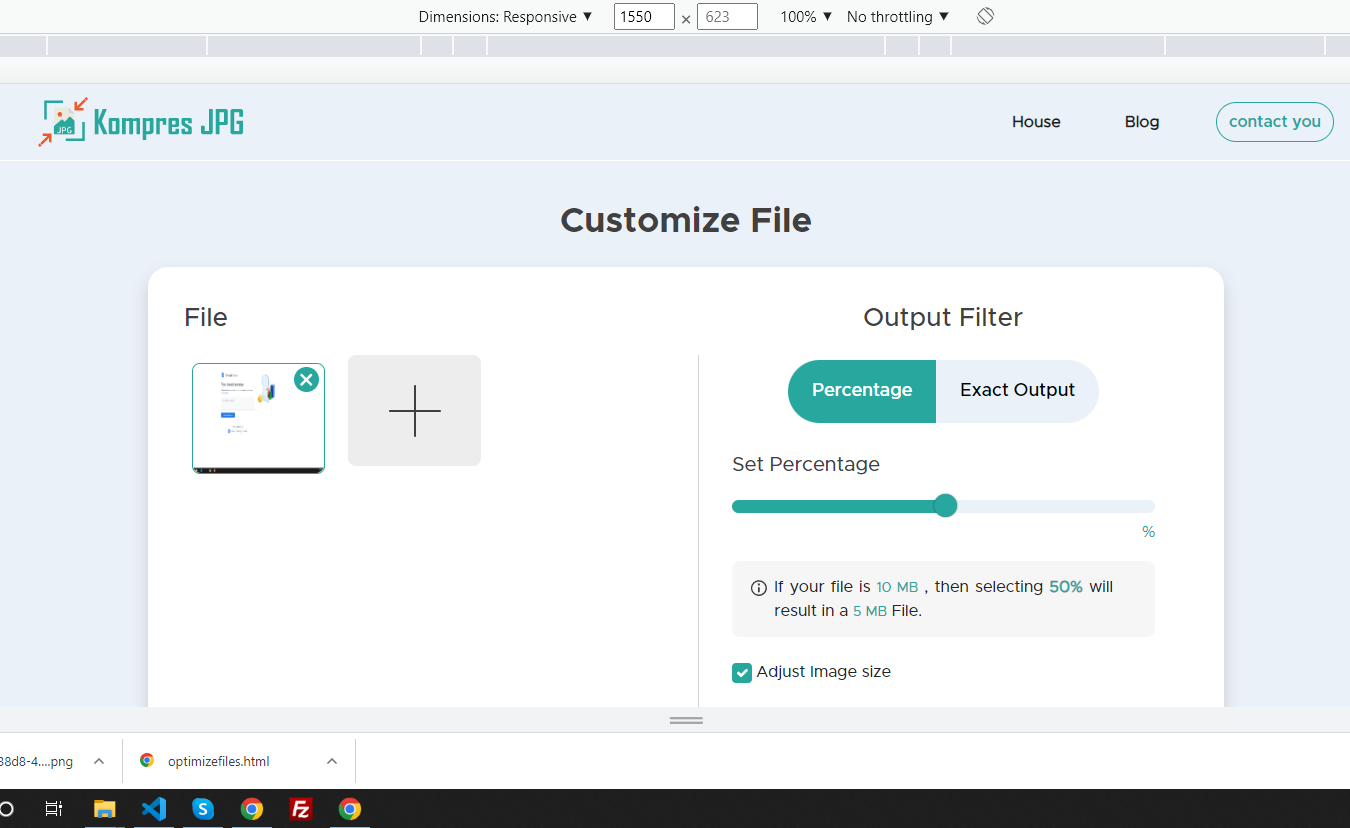 Dimensions: Responsive ▼ 1550 × 623 100% ▼ No throttling ▼
JPG Kompres JPG House Blog contact you
Customize File
File Output Filter
Percentage Exact Output
Set Percentage
%
If your file is 10 MB , then selecting 50% will
result in a 5 MB File.
Adjust Image size
38d8-4....png optimizefiles.html
S Fz